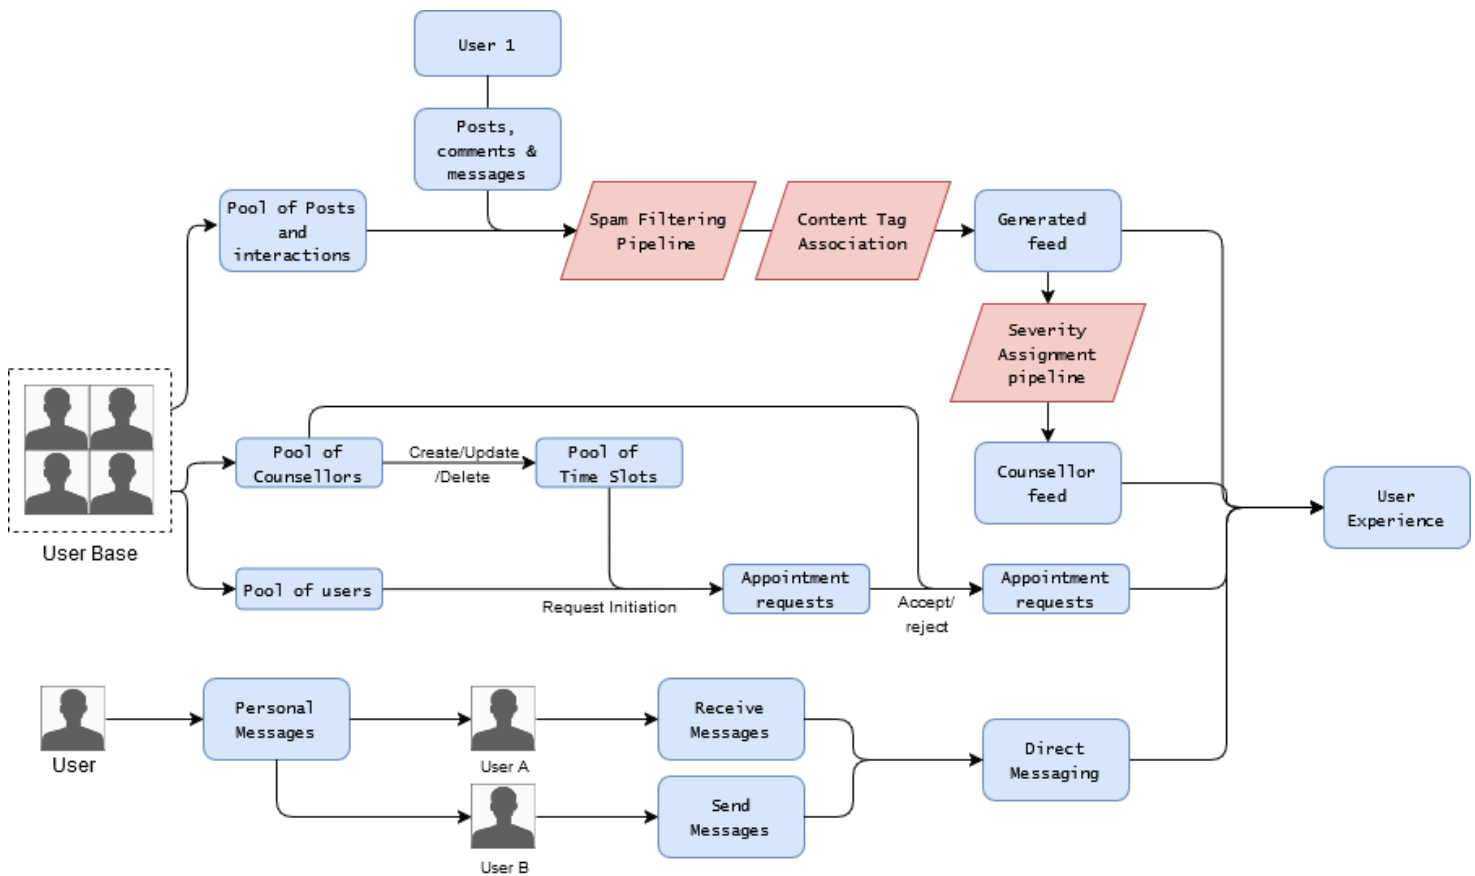 User 1
Posts,
comments &
messages
Pool of Posts
and
interactions
Spam Filtering
Pipeline
Content Tag
Association
Generated
feed
Severity
Assignment
pipeline
Pool of
Counsellors
Create/Update
/Delete
Pool of
Time Slots
Counsellor
feed
User
Experience
User Base
Pool of users
Request Initiation
Appointment
requests
Accept/
reject
Appointment
requests
User
Personal
Messages
User A
Receive
Messages
Direct
Messaging
User B
Send
Messages